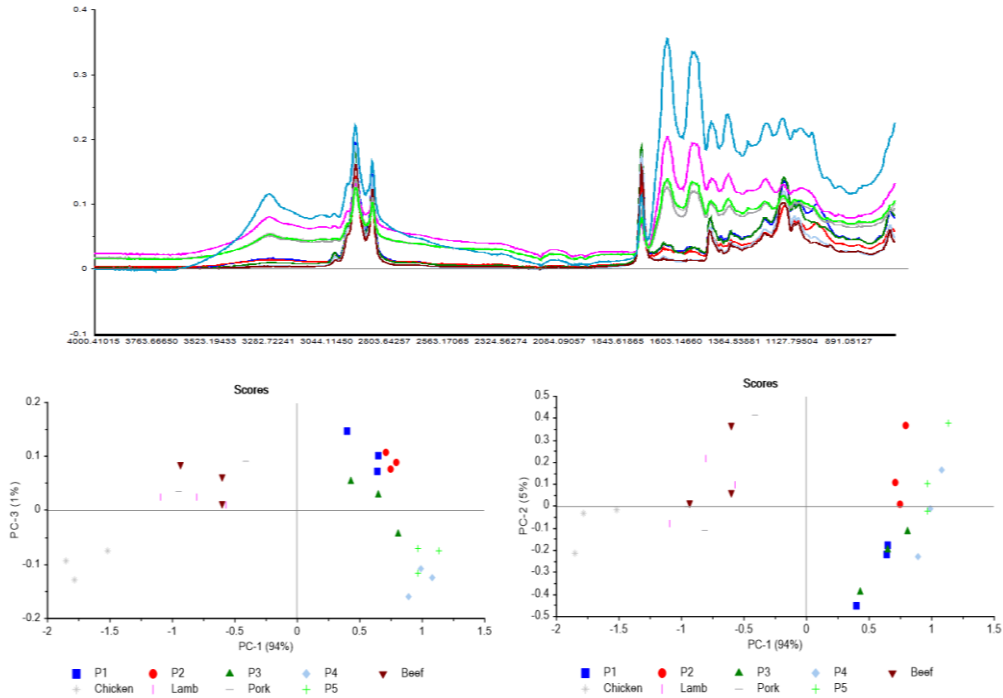 0.4
0.3
0.2
0.1
0
-0.1
4000.41015 3763.66650 3523.19433 3282.72241 3044.11450 2803.64257 2563.17065 2324.56274 2084.09057 1843.61865 1603.14660 1364.53881 1127.79504 891.05127
Scores
0.2
0.1
0
-0.1
-0.2
PC-3 (1%)
-2 -1.5 -1 -0.5 0 0.5 1 1.5
PC-1 (94%)
P1 P2 P3 P4 Beef
Chicken Lamb Pork P5
Scores
0.5
0.4
0.3
0.2
0.1
0
-0.1
-0.2
-0.3
-0.4
-0.5
PC-2 (5%)
-2 -1.5 -1 -0.5 0 0.5 1 1.5
PC-1 (94%)
P1 P2 P3 P4 Beef
Chicken Lamb Pork P5